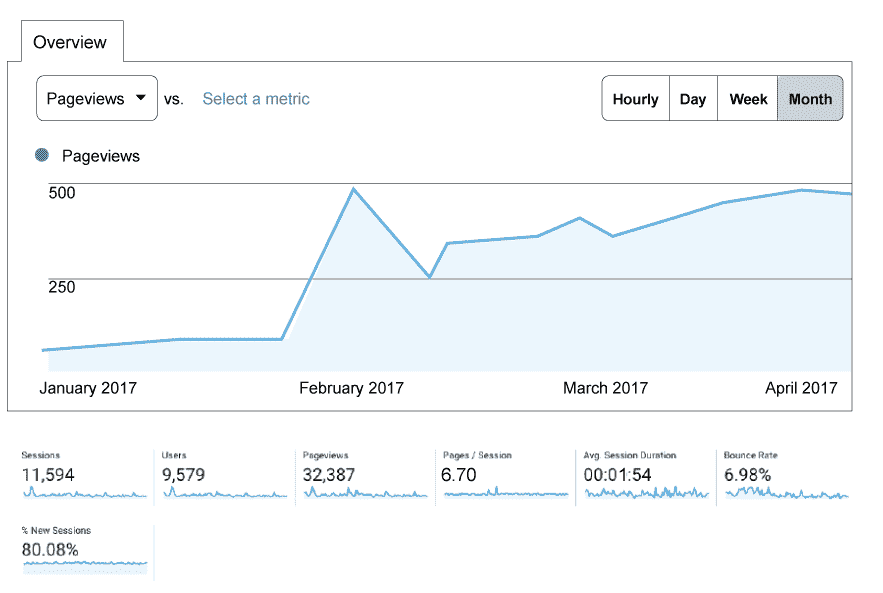 Overview
Pageviews vs. Select a metric Hourly Day Week Month
Pageviews
500
250
January 2017 February 2017 March 2017 April 2017
Sessions Users Pageviews Pages / Session Avg. Session Duration Bounce Rate
11,594 9,579 32,387 6.70 00:01:54 6.98%
% New Sessions
80.08%